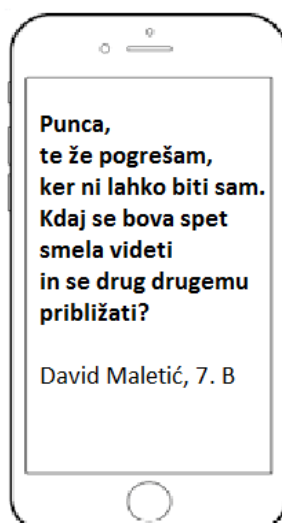 Punca,
te že pogrešam,
ker ni lahko biti sam.
Kdaj se bova spet
smela videti
in se drug drugemu
približati?
David Maletić, 7. B